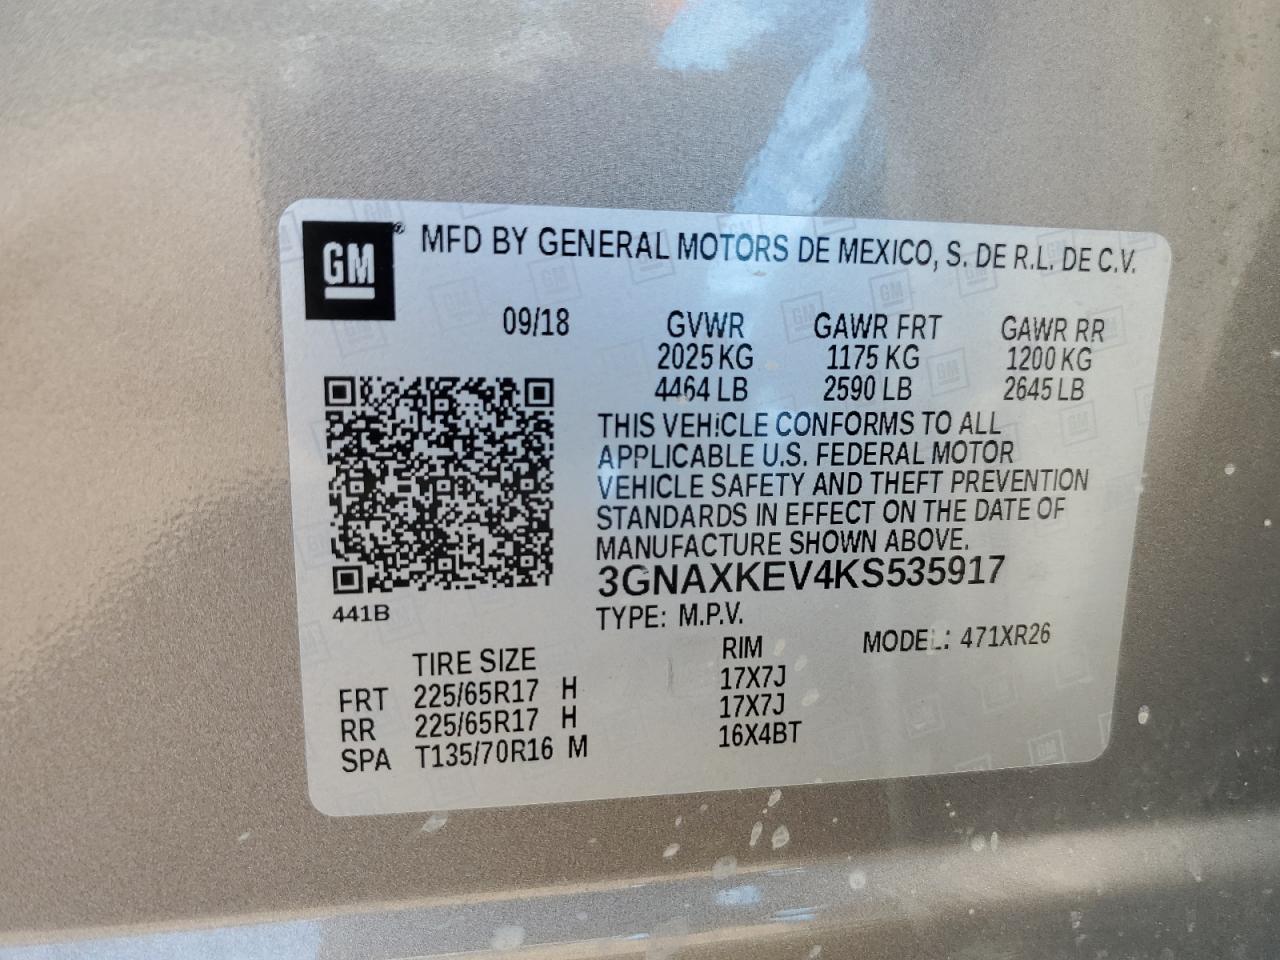 GM®
MFD BY GENERAL MOTORS DE MEXICO, S. DE R.L. DE C.V.
09/18 GVWR GAWR FRT GAWR RR
2025 KG 1175 KG 1200 KG
4464 LB 2590 LB 2645 LB
THIS VEHICLE CONFORMS TO ALL
APPLICABLE U.S. FEDERAL MOTOR
VEHICLE SAFETY AND THEFT PREVENTION
STANDARDS IN EFFECT ON THE DATE OF
MANUFACTURE SHOWN ABOVE.
3GNAXKEV4KS535917
441B
TYPE: M.P.V.
MODEL: 471XR26
TIRE SIZE RIM
FRT 225/65R17 H 17X7J
RR 225/65R17 H 17X7J
SPA T135/70R16 M 16X4BT